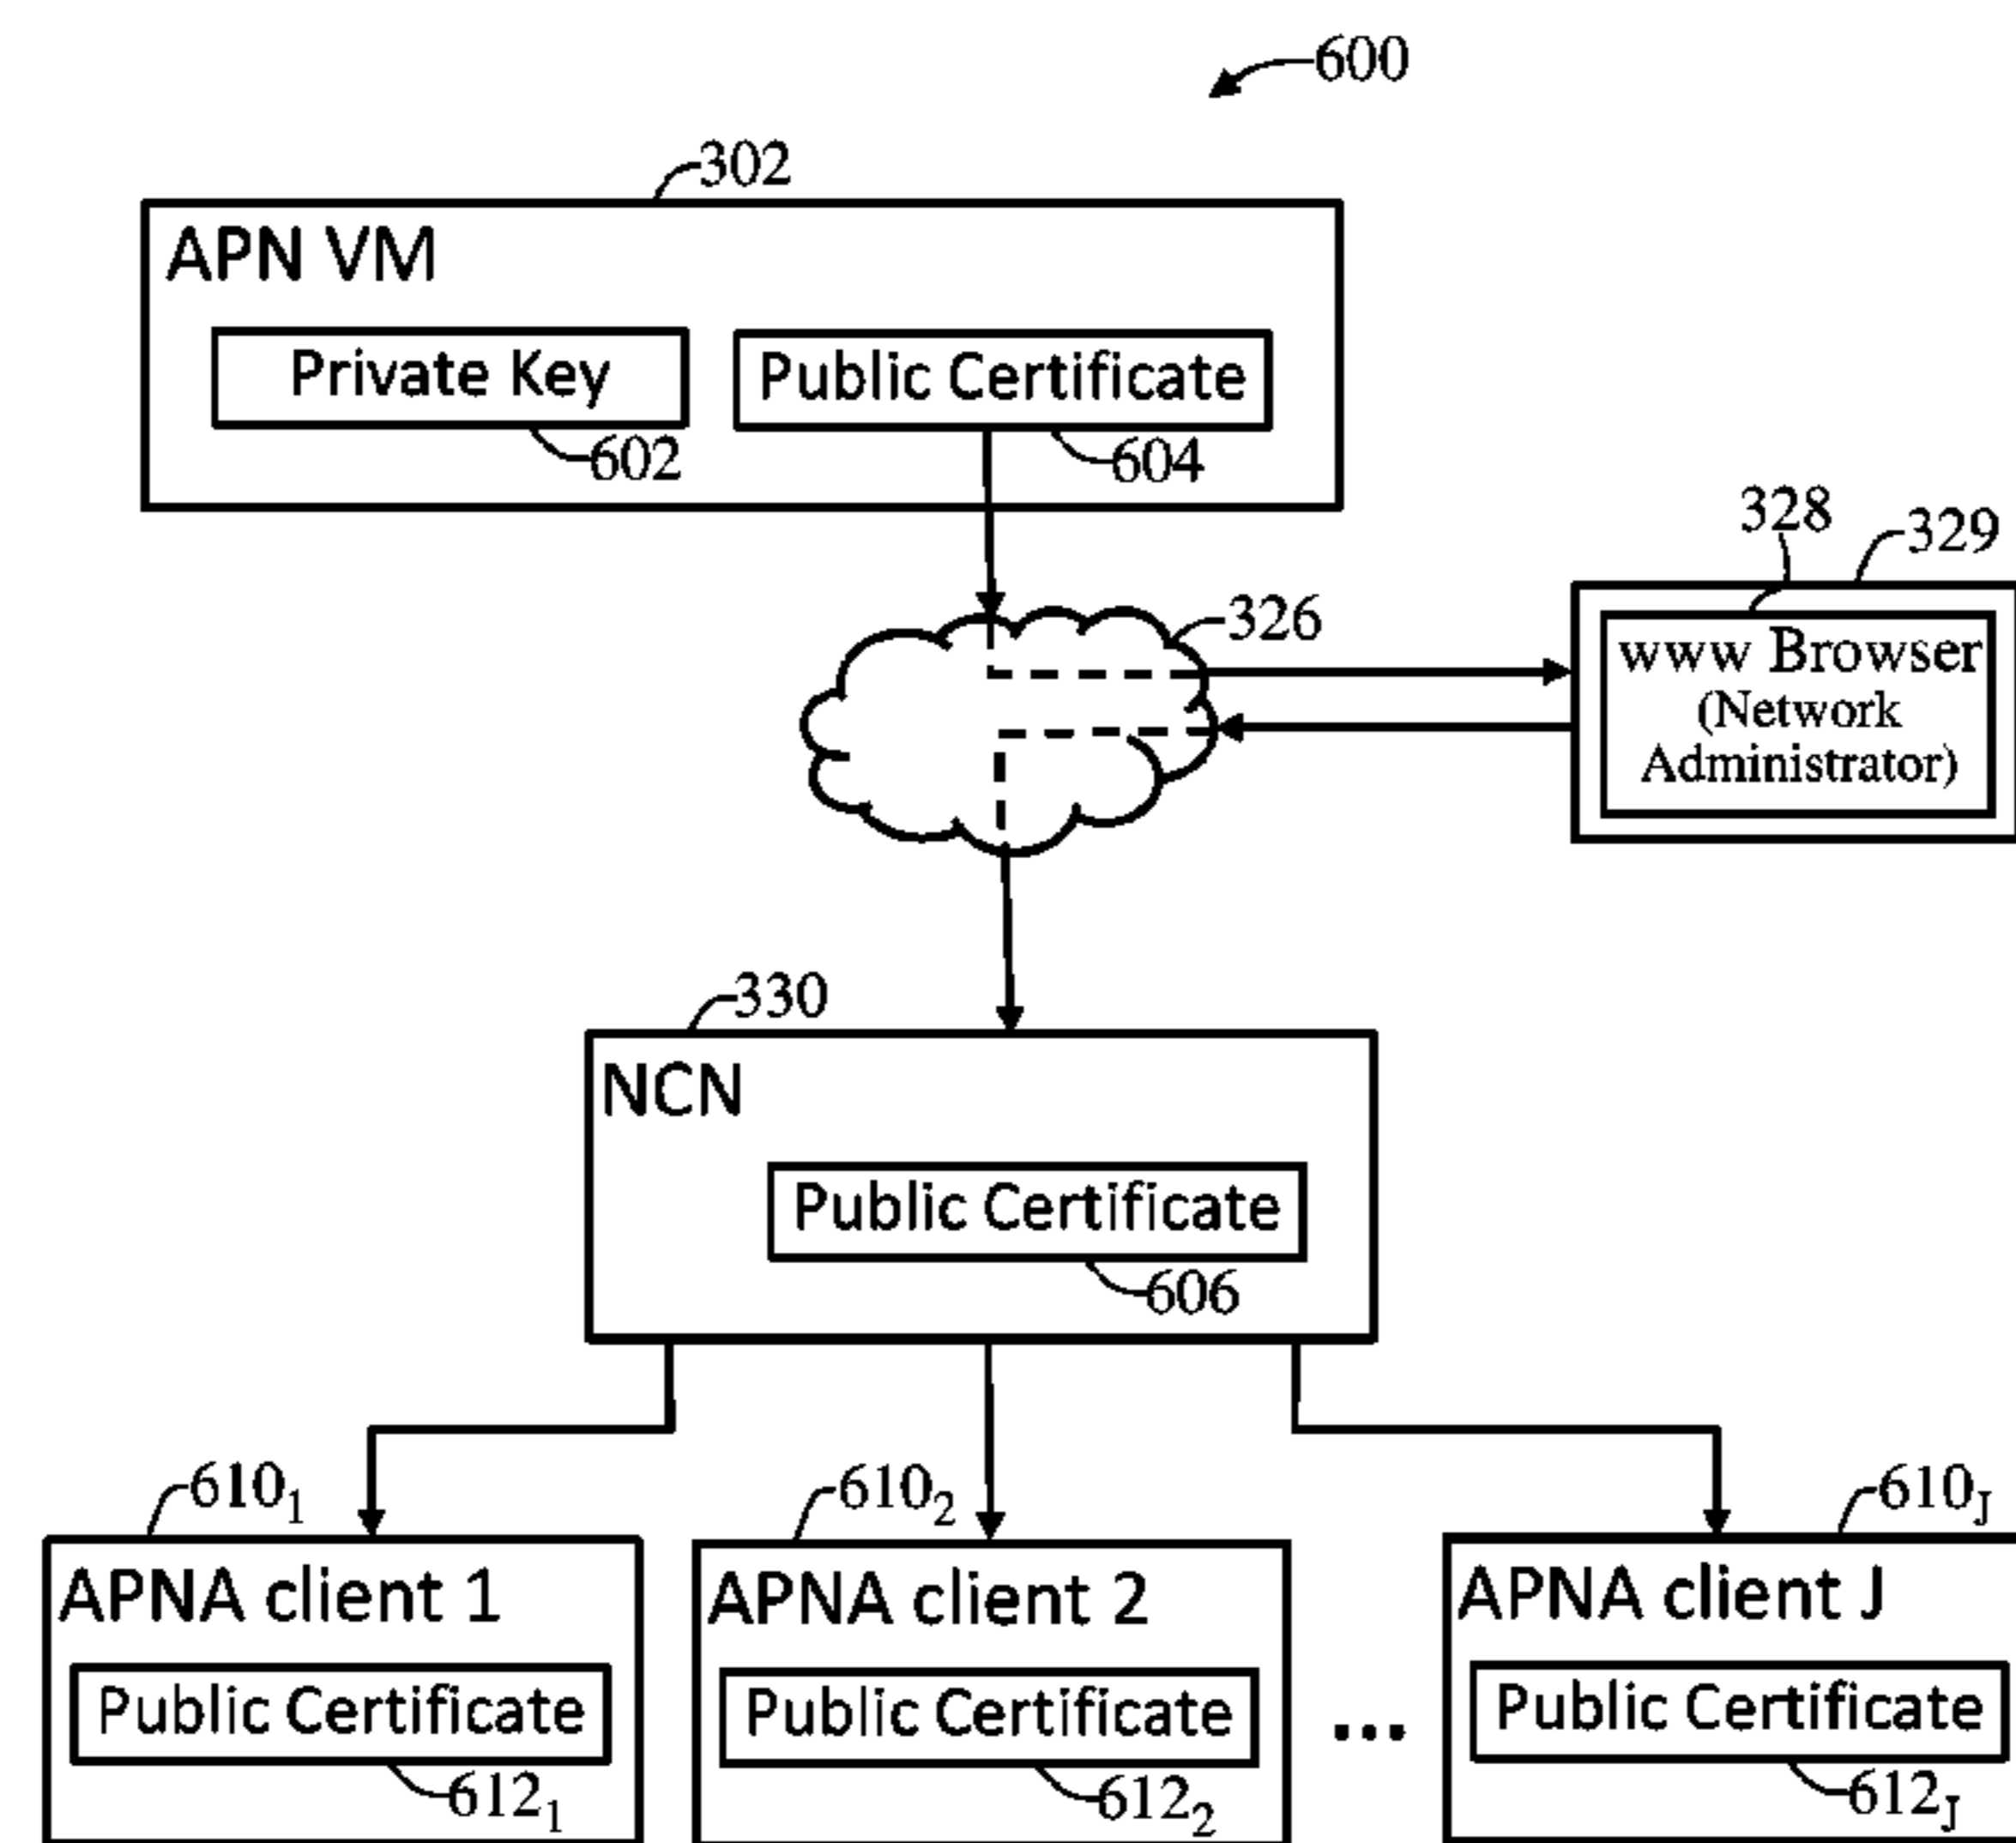 600
302
APN VM
Private Key
Public Certificate
602
604
328
329
326
www Browser
(Network
Administrator)
330
NCN
Public Certificate
606
610₁
610₂
610J
APNA client 1
APNA client 2
APNA client J
Public Certificate
Public Certificate
...
Public Certificate
612₁
612₂
612J